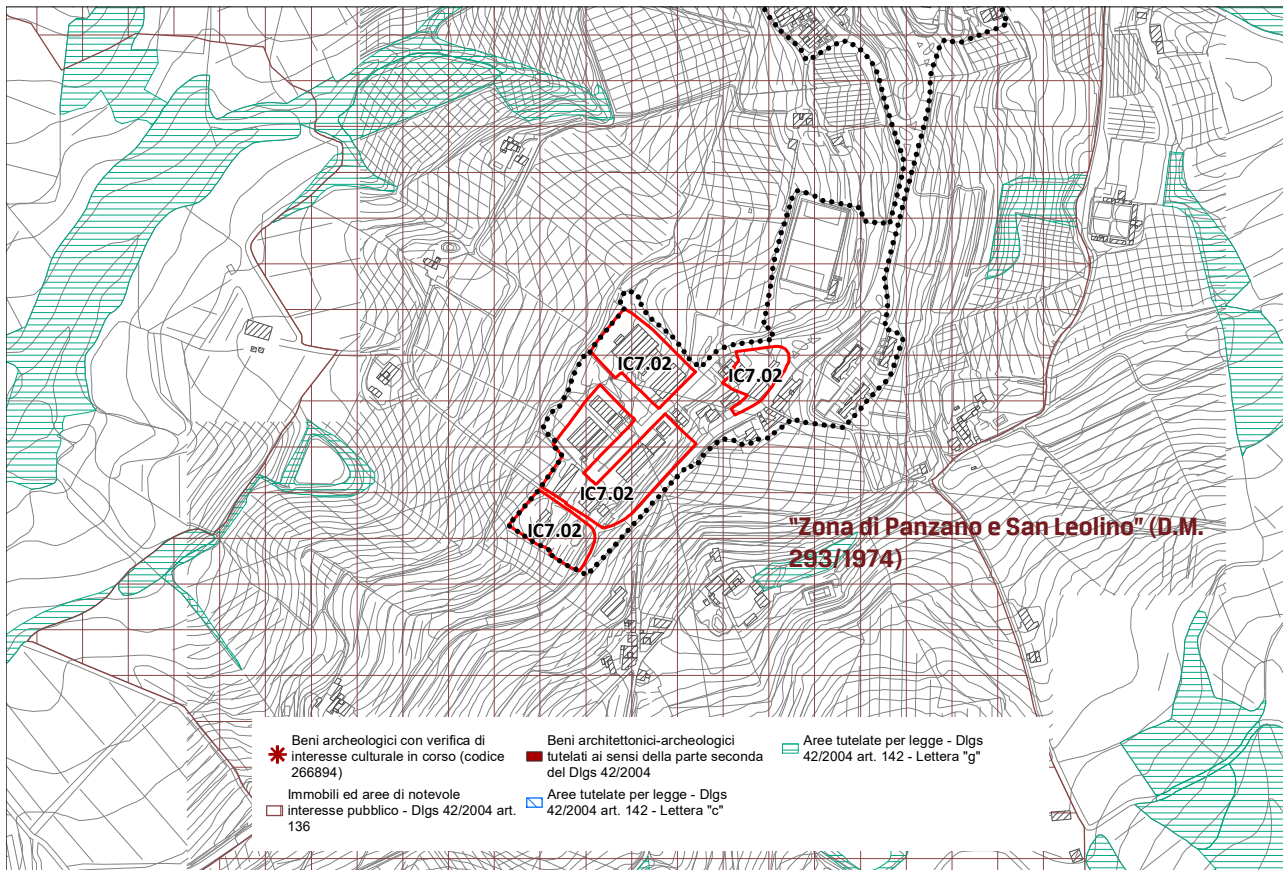 IC7.02
IC7.02
IC7.02
IC7.02
"Zona di Panzano e San Leolino" (D.M.
293/1974)
Beni archeologici con verifica di
interesse culturale in corso (codice
266894)
Immobili ed aree di notevole
interesse pubblico - Dlgs 42/2004 art.
136
Beni architettonici-archeologici
tutelati ai sensi della parte seconda
del Dlgs 42/2004
Aree tutelate per legge - Dlgs
42/2004 art. 142 - Lettera "c"
Aree tutelate per legge - Dlgs
42/2004 art. 142 - Lettera "g"